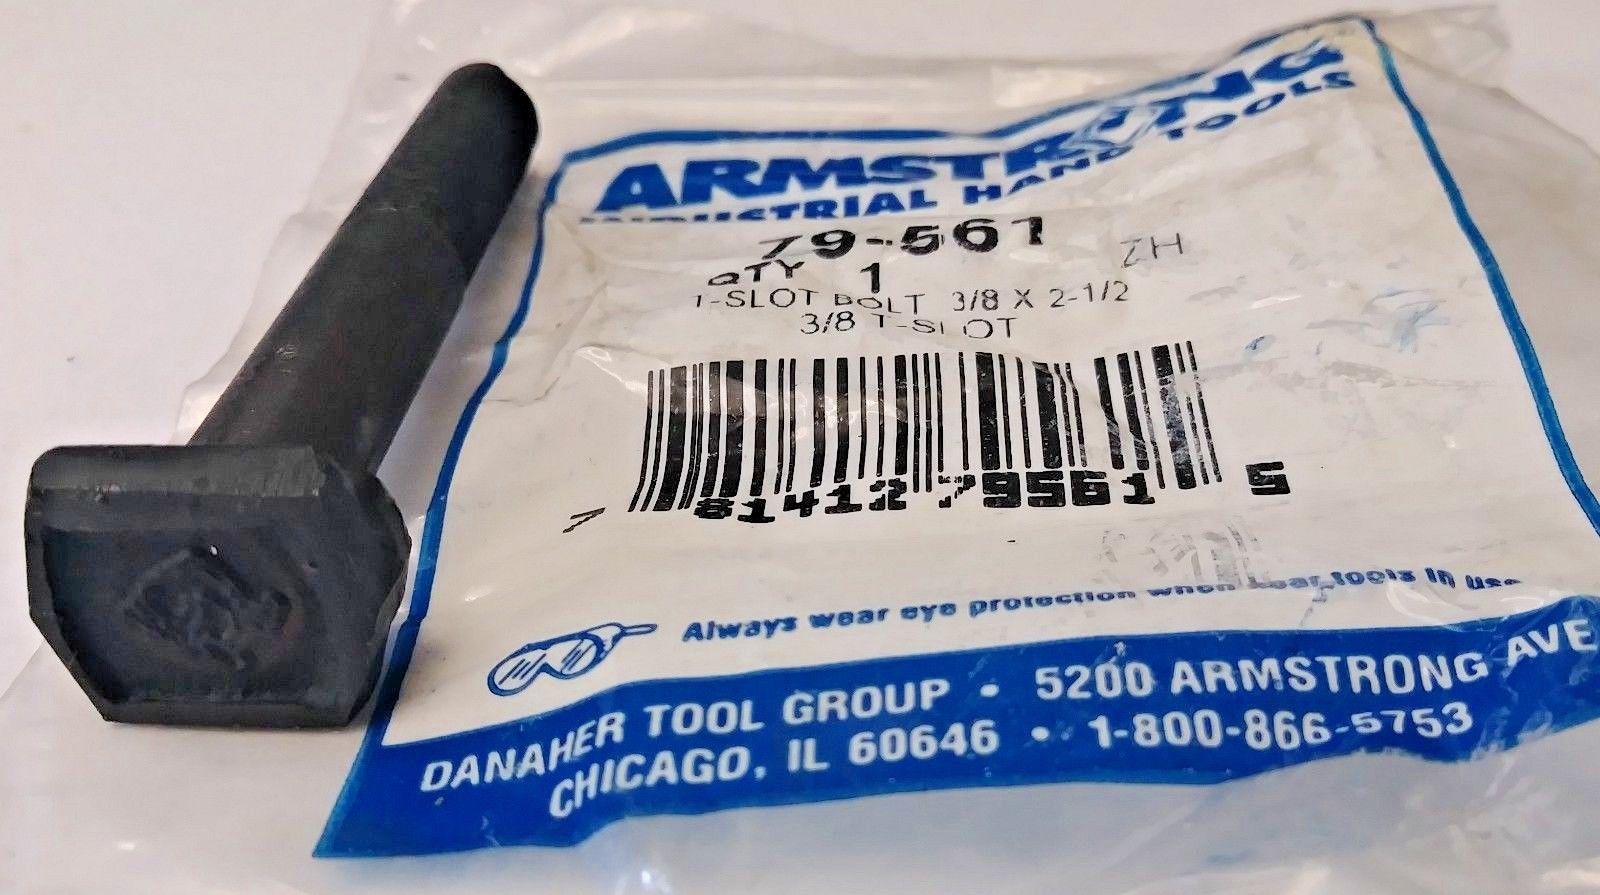 ARMSTRONG
INDUSTRIAL HAND TOOLS
79-561
ZH
QTY 1
T-SLOT BOLT 3/8 X 2-1/2
3/8 T-SLOT
7 81412 79561 5
Always wear eye protection when near tools in use
DANAHER TOOL GROUP • 5200 ARMSTRONG AVE
CHICAGO, IL 60646 • 1-800-866-5753